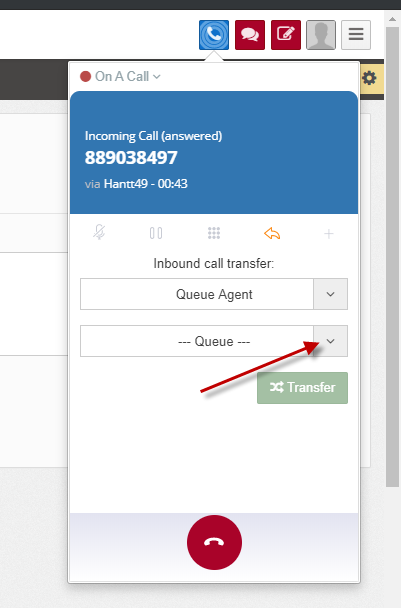 On A Call
Incoming Call (answered)
889038497
via Hantt49 - 00:43
Inbound call transfer:
Queue Agent
--- Queue ---
Transfer